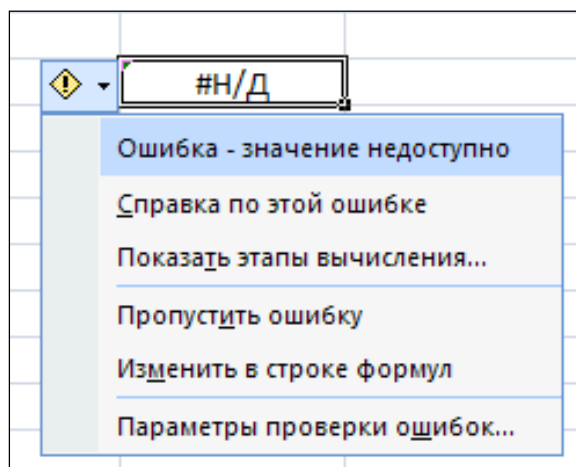 #Н/Д
Ошибка - значение недоступно
Справка по этой ошибке
Показать этапы вычисления...
Пропустить ошибку
Изменить в строке формул
Параметры проверки ошибок...